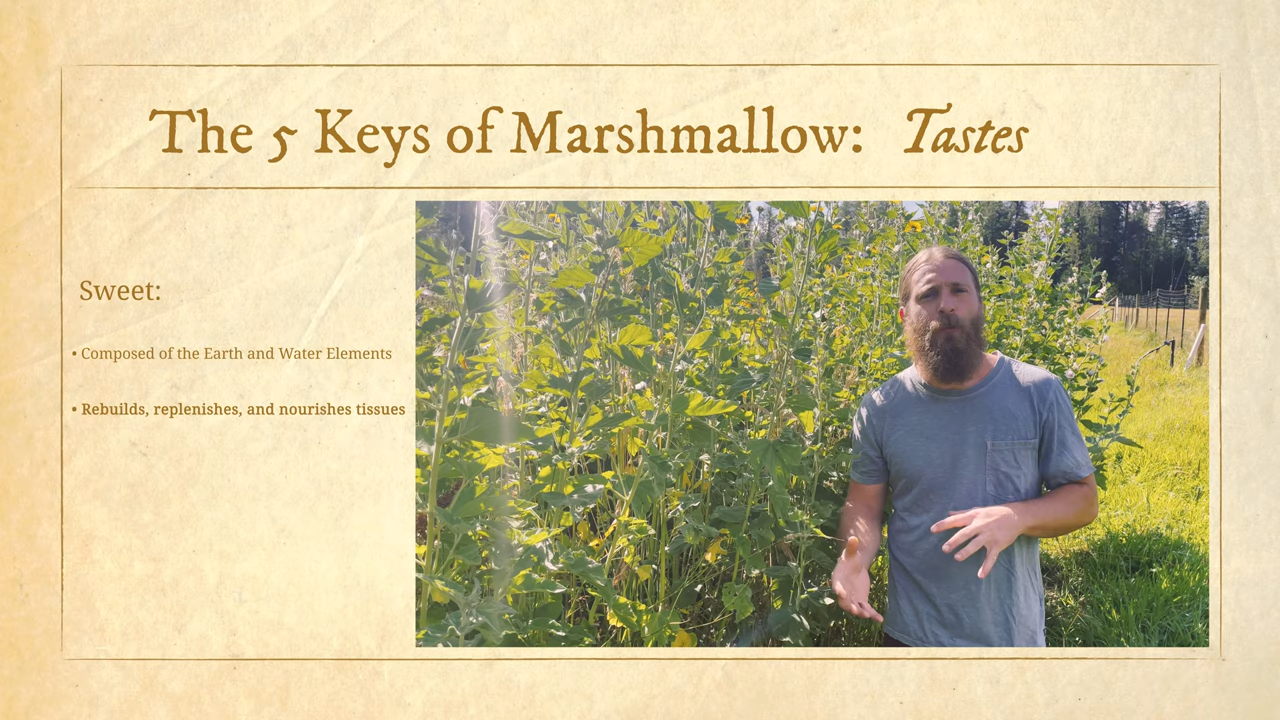 The 5 Keys of Marshmallow: Tastes
Sweet:
• Composed of the Earth and Water Elements
• Rebuilds, replenishes, and nourishes tissues